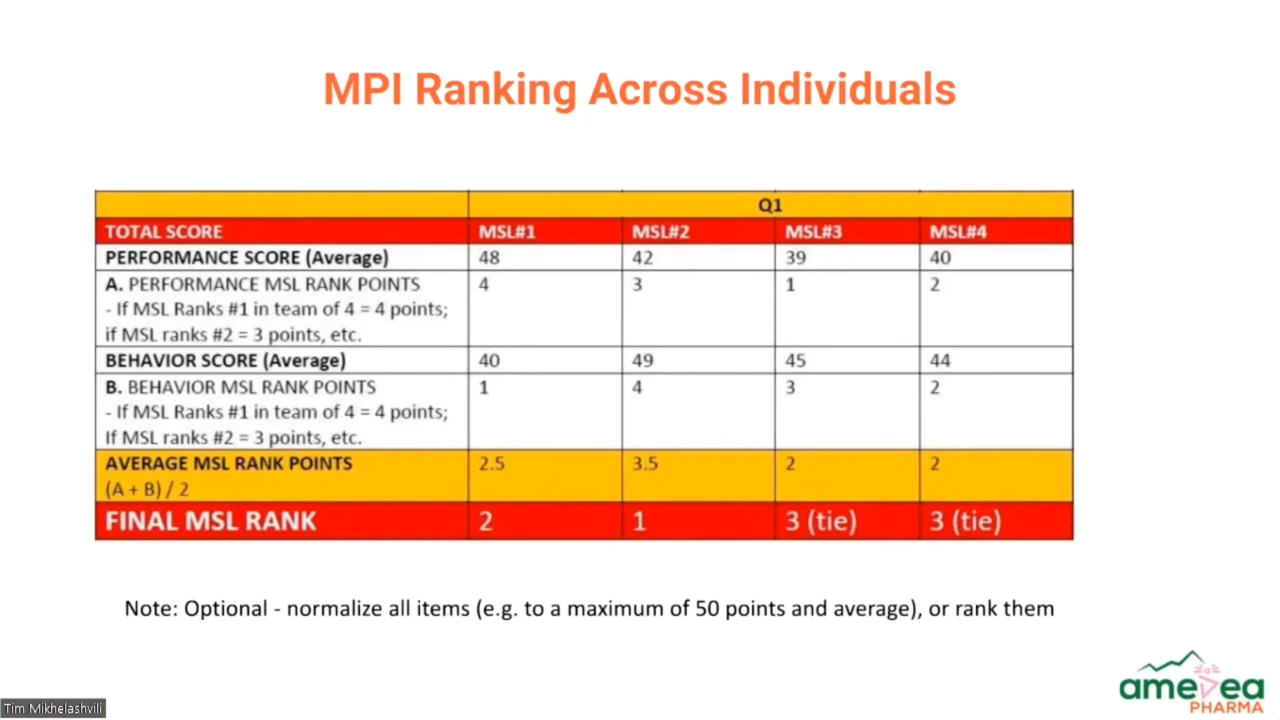 MPI Ranking Across Individuals
Q1
TOTAL SCORE MSL#1 MSL#2 MSL#3 MSL#4
PERFORMANCE SCORE (Average) 48 42 39 40
A. PERFORMANCE MSL RANK POINTS 4 3 1 2
- If MSL Ranks #1 in team of 4 = 4 points;
if MSL ranks #2 = 3 points, etc.
BEHAVIOR SCORE (Average) 40 49 45 44
B. BEHAVIOR MSL RANK POINTS 1 4 3 2
- If MSL Ranks #1 in team of 4 = 4 points;
If MSL ranks #2 = 3 points, etc.
AVERAGE MSL RANK POINTS 2.5 3.5 2 2
(A + B) / 2
FINAL MSL RANK 2 1 3 (tie) 3 (tie)
Note: Optional - normalize all items (e.g. to a maximum of 50 points and average), or rank them
amedea
PHARMA
Tim Mikhelashvili